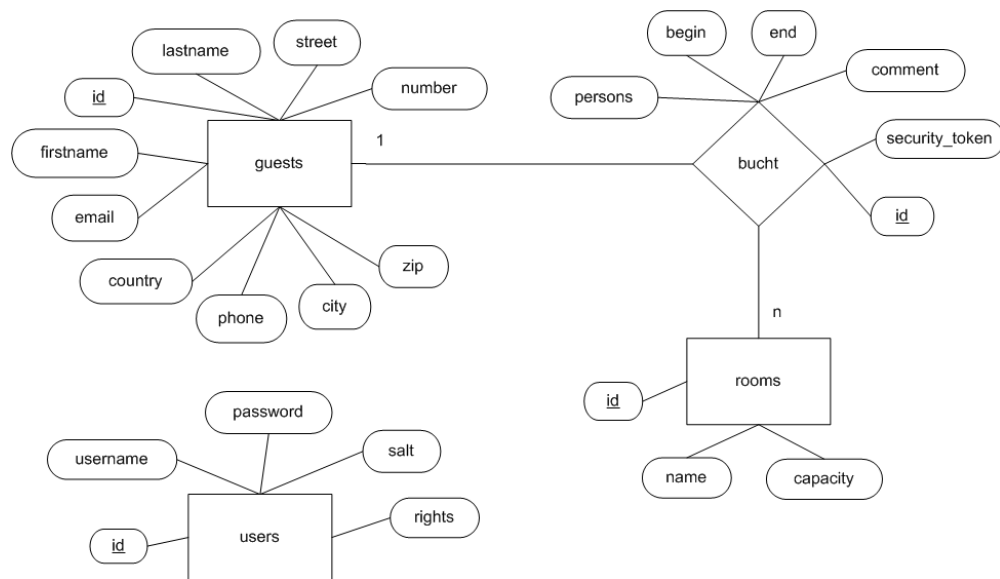 street
lastname
number
id
guests
firstname
email
country
phone
city
zip
1
begin
end
comment
persons
security_token
bucht
id
n
rooms
id
name
capacity
password
username
salt
rights
id
users